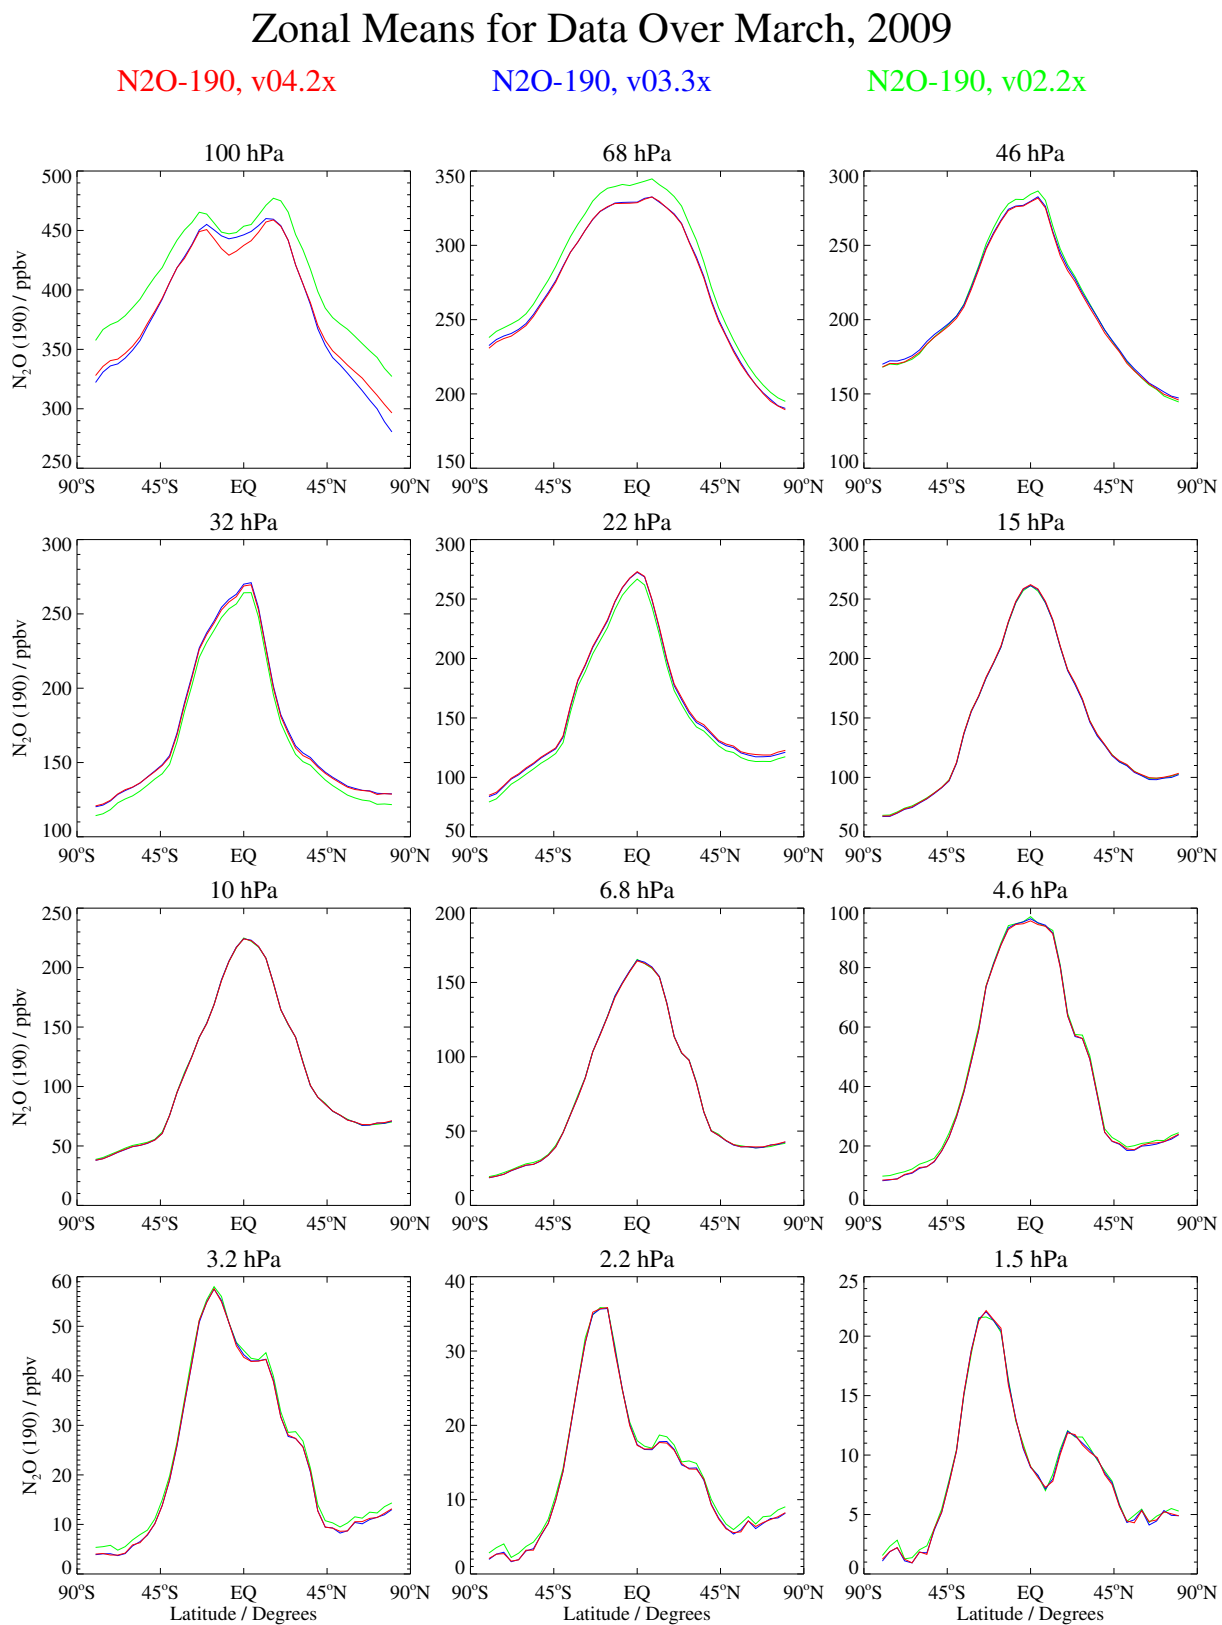 Zonal Means for Data Over March, 2009
N2O-190, v04.2x N2O-190, v03.3x N2O-190, v02.2x
100 hPa 68 hPa 46 hPa
500 350 300
450
400 300 250
350 250 200
300 200 150
250 150 100
N₂O (190) / ppbv
90°S 45°S EQ 45°N 90°N 90°S 45°S EQ 45°N 90°N 90°S 45°S EQ 45°N 90°N
32 hPa 22 hPa 15 hPa
300 300 300
250 250 250
200 200 200
150 150 150
100 100
100 50 50
N₂O (190) / ppbv
90°S 45°S EQ 45°N 90°N 90°S 45°S EQ 45°N 90°N 90°S 45°S EQ 45°N 90°N
10 hPa 6.8 hPa 4.6 hPa
250 200 100
200 150 80
150 100 60
100 40
50 50 20
0 0 0
N₂O (190) / ppbv
90°S 45°S EQ 45°N 90°N 90°S 45°S EQ 45°N 90°N 90°S 45°S EQ 45°N 90°N
3.2 hPa 2.2 hPa 1.5 hPa
60 40 25
50 30 20
40 15
30 20 10
20 10
10 5
0 0 0
N₂O (190) / ppbv
90°S 45°S EQ 45°N 90°N 90°S 45°S EQ 45°N 90°N 90°S 45°S EQ 45°N 90°N
Latitude / Degrees Latitude / Degrees Latitude / Degrees